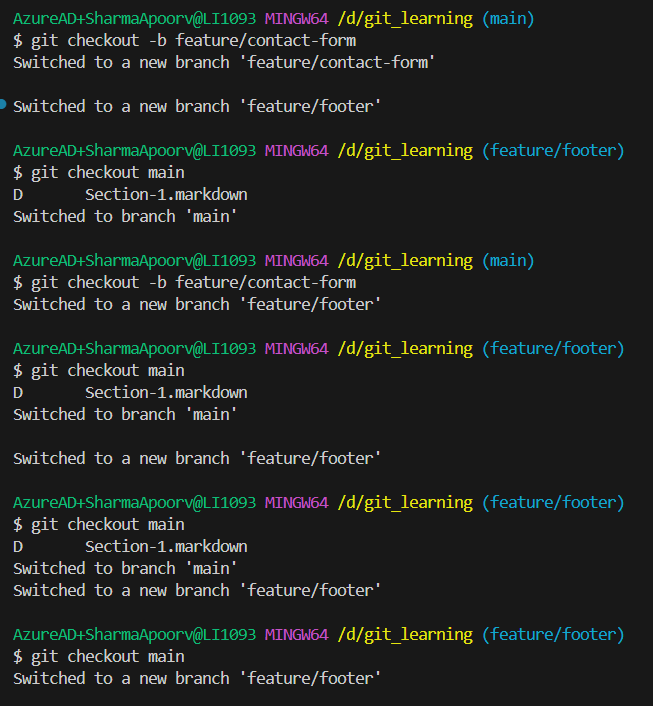 AzureAD+SharmaApoorv@LI1093 MINGW64 /d/git_learning (main)
$ git checkout -b feature/contact-form
Switched to a new branch 'feature/contact-form'
Switched to a new branch 'feature/footer'
AzureAD+SharmaApoorv@LI1093 MINGW64 /d/git_learning (feature/footer)
$ git checkout main
D       Section-1.markdown
Switched to branch 'main'
AzureAD+SharmaApoorv@LI1093 MINGW64 /d/git_learning (main)
$ git checkout -b feature/contact-form
Switched to a new branch 'feature/footer'
AzureAD+SharmaApoorv@LI1093 MINGW64 /d/git_learning (feature/footer)
$ git checkout main
D       Section-1.markdown
Switched to branch 'main'
Switched to a new branch 'feature/footer'
AzureAD+SharmaApoorv@LI1093 MINGW64 /d/git_learning (feature/footer)
$ git checkout main
D       Section-1.markdown
Switched to branch 'main'
Switched to a new branch 'feature/footer'
AzureAD+SharmaApoorv@LI1093 MINGW64 /d/git_learning (feature/footer)
$ git checkout main
Switched to a new branch 'feature/footer'